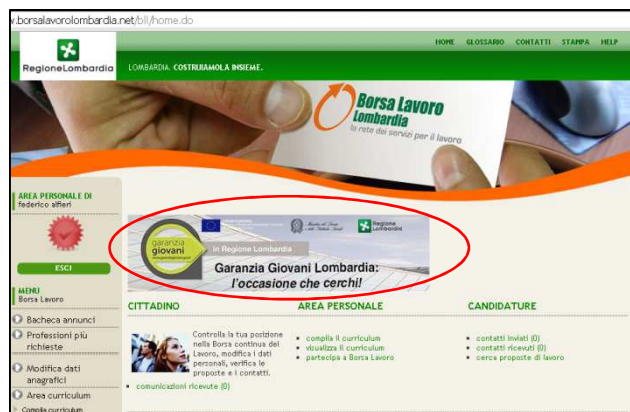 .borsalavorolombardia.net/bll/home.do
HOME GLOSSARIO CONTATTI STAMPA HELP
RegioneLombardia
LOMBARDIA. COSTRUIAMOLA INSIEME.
Borsa Lavoro
Lombardia
la rete dei servizi per il lavoro
AREA PERSONALE DI
federico alfieri
ESCI
MENU
Borsa Lavoro
Bacheca annunci
Professioni più
richieste
Modifica dati
anagrafici
Area curriculum
Compila curriculum
garanzia
giovani
Regione
Lombardia
in Regione Lombardia
Garanzia Giovani Lombardia:
l'occasione che cerchi!
CITTADINO
Controlla la tua posizione
nella Borsa continua del
Lavoro, modifica i dati
personali, verifica le
proposte e i contatti.
comunicazioni ricevute (0)
AREA PERSONALE
compila il curriculum
visualizza il curriculum
partecipa a Borsa Lavoro
CANDIDATURE
contatti inviati (0)
contatti ricevuti (0)
cerca proposte di lavoro